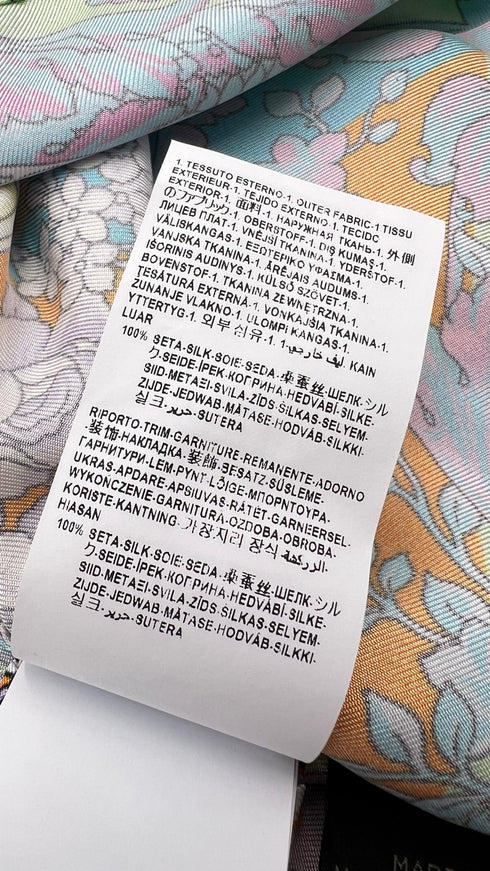 1. TESSUTO ESTERNO·1. OUTER FABRIC·1 TISSU
EXTERIEUR·1. TEJIDO EXTERNO·1. TECIDO
EXTERIOR·1. 面料·1. НАРУЖНАЯ ТКАНЬ·1. 外側
のファブリック·1. OBERSTOFF·1. DIŞ KUMAŞ·1.
ЛИЦЕВ ПЛАТ·1. VNĚJŠÍ TKANINA·1. YDERSTOF·1.
VÄLISKANGAS·1. ΕΞΩΤΕΡΙΚΟ ΥΦΑΣΜΑ·1.
VANJSKA TKANINA·1. ĀRĒJAIS AUDUMS·1.
IŠORINIS AUDINYS·1. KÜLSŐ SZÖVET·1.
BOVENSTOF·1. TKANINA ZEWNĘTRZNA·1.
ȚESĂTURĂ EXTERNĂ·1. VONKAJŠIA TKANINA·1.
ZUNANJE VLAKNO·1. ULOMPI KANGAS·1.
YTTERTYG·1. 외부 섬유·1. ليف خارجي·1. KAIN
LUAR
100% SETA·SILK·SOIE·SEDA·桑蚕丝·ШЕЛК·シル
ク·SEIDE·İPEK·КОПРИНА·HEDVÁBÍ·SILKE·
SIID·ΜΕΤΑΞΙ·SVILA·ZĪDS·ŠILKAS·SELYEM·
ZIJDE·JEDWAB·MĂTASE·HODVÁB·SILKKI·
실크·حرير·SUTERA
RIPORTO·TRIM·GARNITURE·REMANENTE·ADORNO
·装饰·НАКЛАДКА·装飾·BESATZ·SÜSLEME·
ГАРНИТУРИ·LEM·PYNT·LÕIGE·ΜΠΟΡΝΤΟΥΡΑ·
UKRAS·APDARE·APSIUVAS·RÁTÉT·GARNEERSEL·
WYKOŃCZENIE·GARNITURĂ·OZDOBA·OBROBA·
KORISTE·KANTNING·가장자리 장식·الزركشة·
HIASAN
100% SETA·SILK·SOIE·SEDA·桑蚕丝·ШЕЛК·シル
ク·SEIDE·İPEK·КОПРИНА·HEDVÁBÍ·SILKE·
SIID·ΜΕΤΑΞΙ·SVILA·ZĪDS·ŠILKAS·SELYEM·
ZIJDE·JEDWAB·MĂTASE·HODVÁB·SILKKI·
실크·حرير·SUTERA